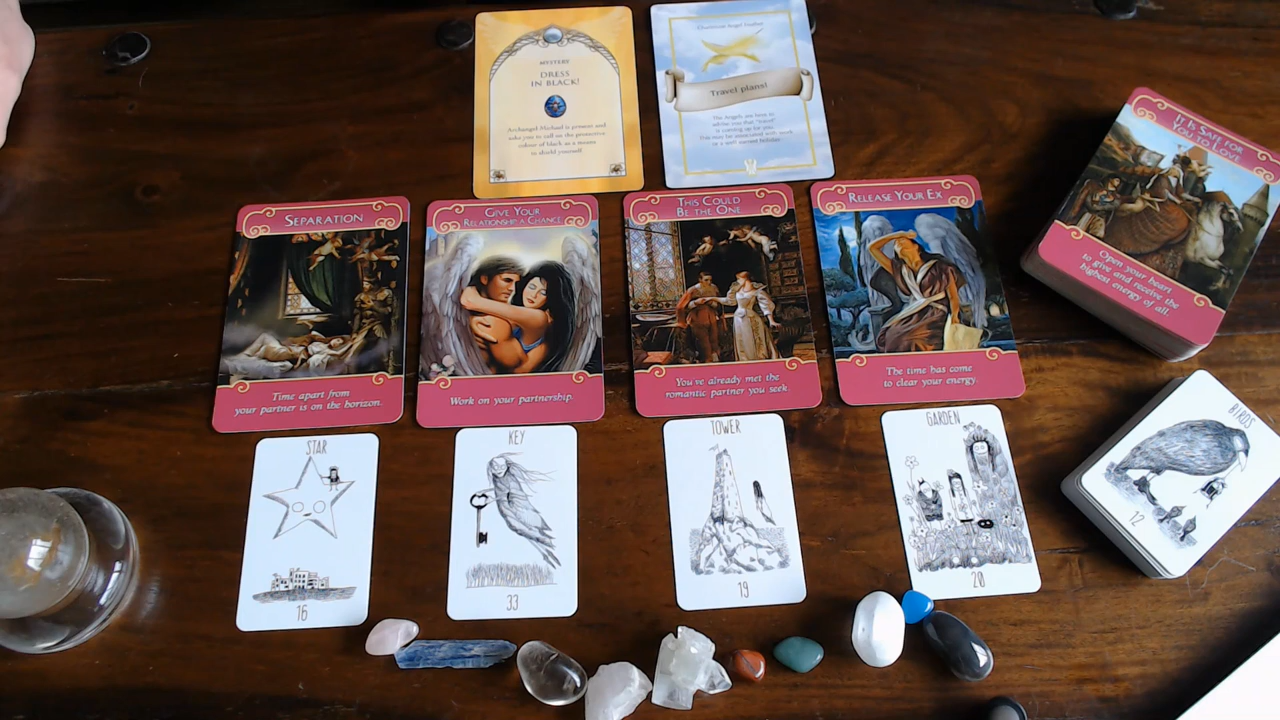 MYSTERY
DRESS
IN BLACK!
Archangel Michael is present and
asks you to call on the protective
colour of black as a means
to shield yourself.
Guardian Angel Feather
Travel plans!
The Angels are here to
advise you that "travel"
is coming up for you.
This may be associated with work
or a well earned holiday
SEPARATION
Time apart from
your partner is on the horizon.
GIVE YOUR
RELATIONSHIP A CHANCE
Work on your partnership.
THIS COULD
BE THE ONE
You've already met the
romantic partner you seek.
RELEASE YOUR EX
The time has come
to clear your energy.
IT IS SAFE FOR
YOU TO LOVE
Open your heart
to give and receive the
highest energy of all.
STAR
16
KEY
33
TOWER
19
GARDEN
20
BIRDS
12